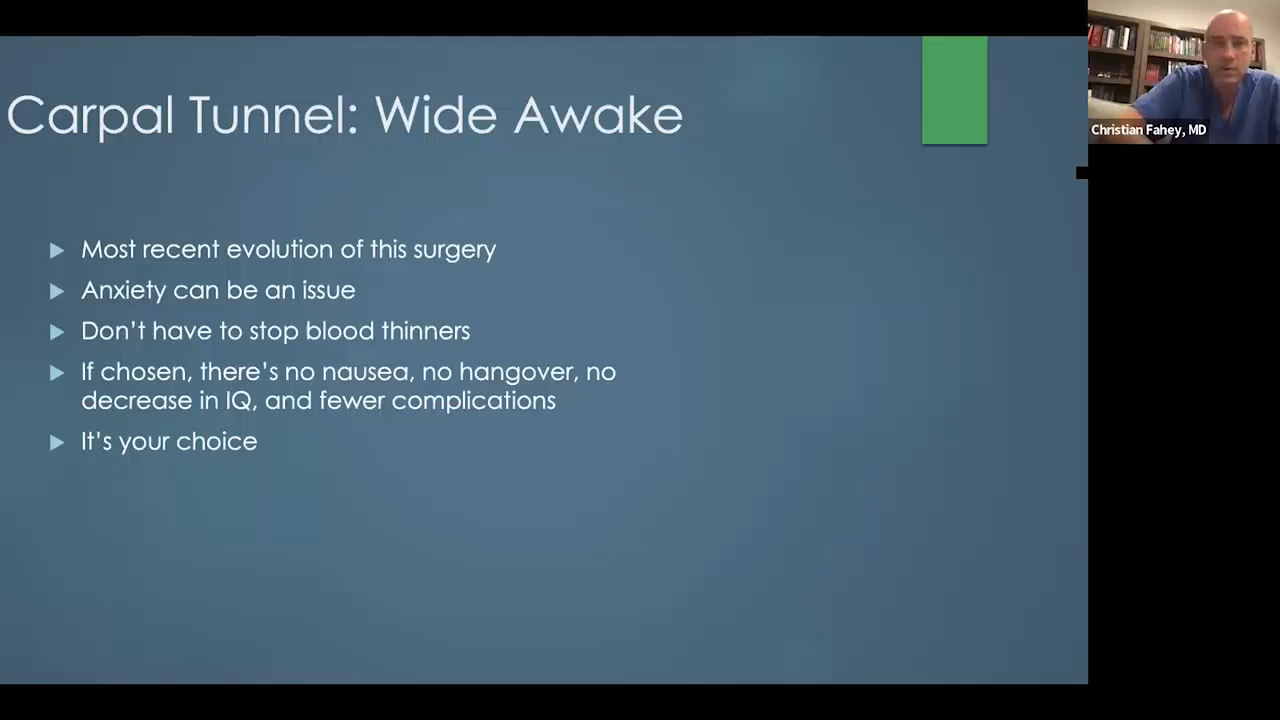 Carpal Tunnel: Wide Awake
Most recent evolution of this surgery
Anxiety can be an issue
Don’t have to stop blood thinners
If chosen, there’s no nausea, no hangover, no
decrease in IQ, and fewer complications
It’s your choice
Christian Fahey, MD